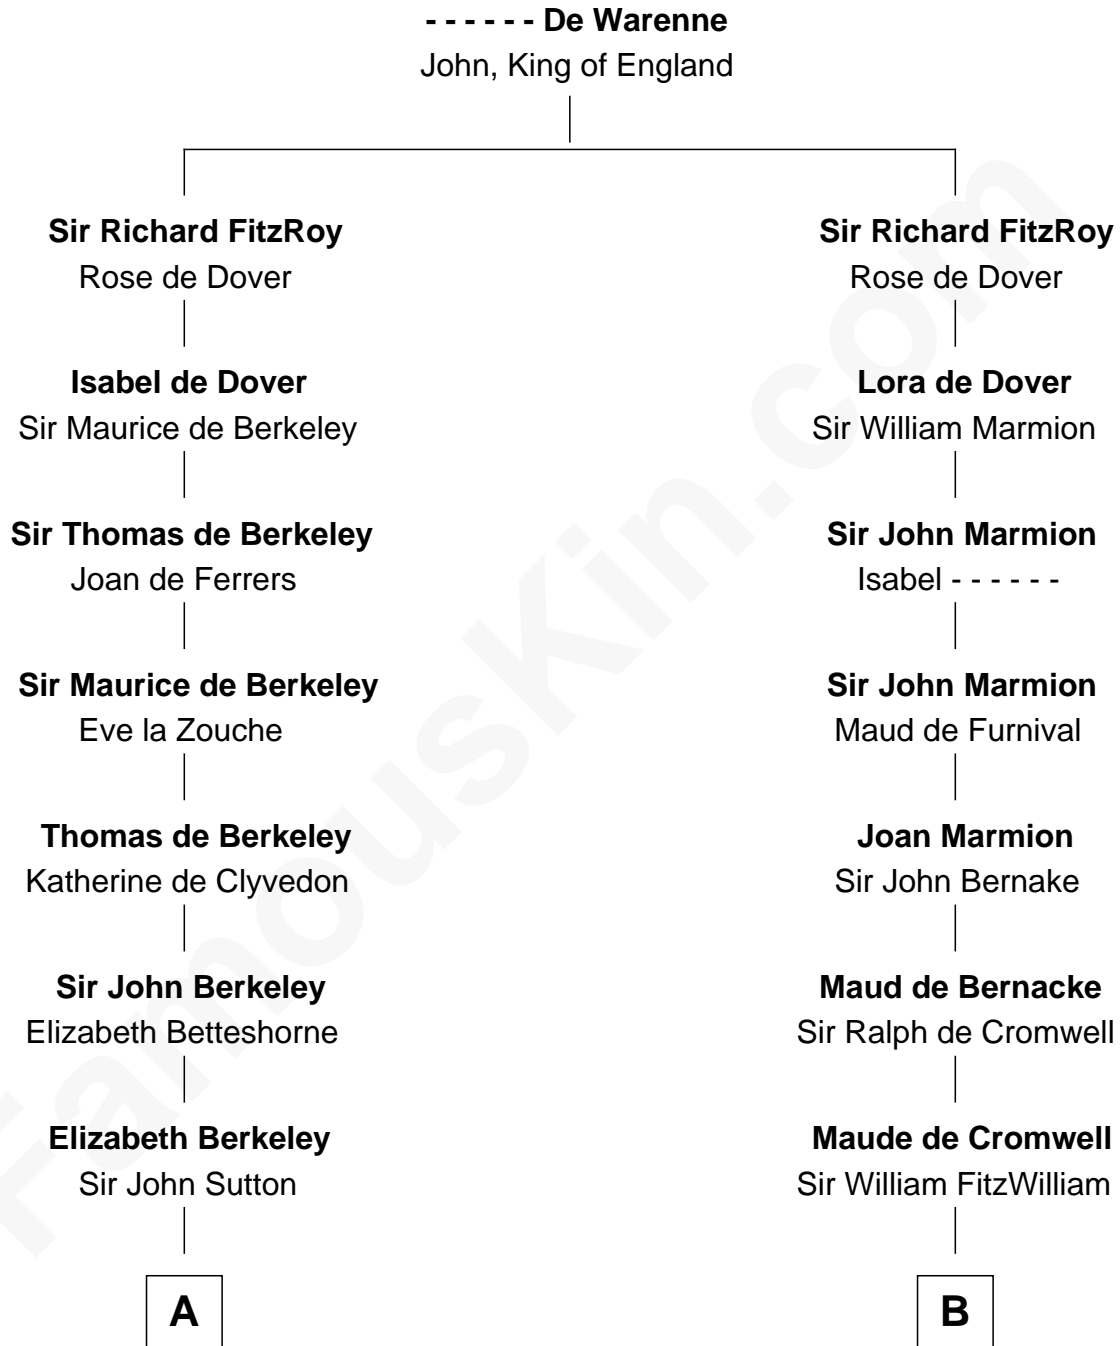 - - - - - - De Warenne
John, King of England
Sir Richard FitzRoy
Rose de Dover
Sir Richard FitzRoy
Rose de Dover
Isabel de Dover
Sir Maurice de Berkeley
Lora de Dover
Sir William Marmion
Sir Thomas de Berkeley
Joan de Ferrers
Sir John Marmion
Isabel - - - - - -
Sir Maurice de Berkeley
Eve la Zouche
Sir John Marmion
Maud de Furnival
Thomas de Berkeley
Katherine de Clyvedon
Joan Marmion
Sir John Bernake
Sir John Berkeley
Elizabeth Betteshorne
Maud de Bernacke
Sir Ralph de Cromwell
Elizabeth Berkeley
Sir John Sutton
Maude de Cromwell
Sir William FitzWilliam
A
B
FamousKin.com